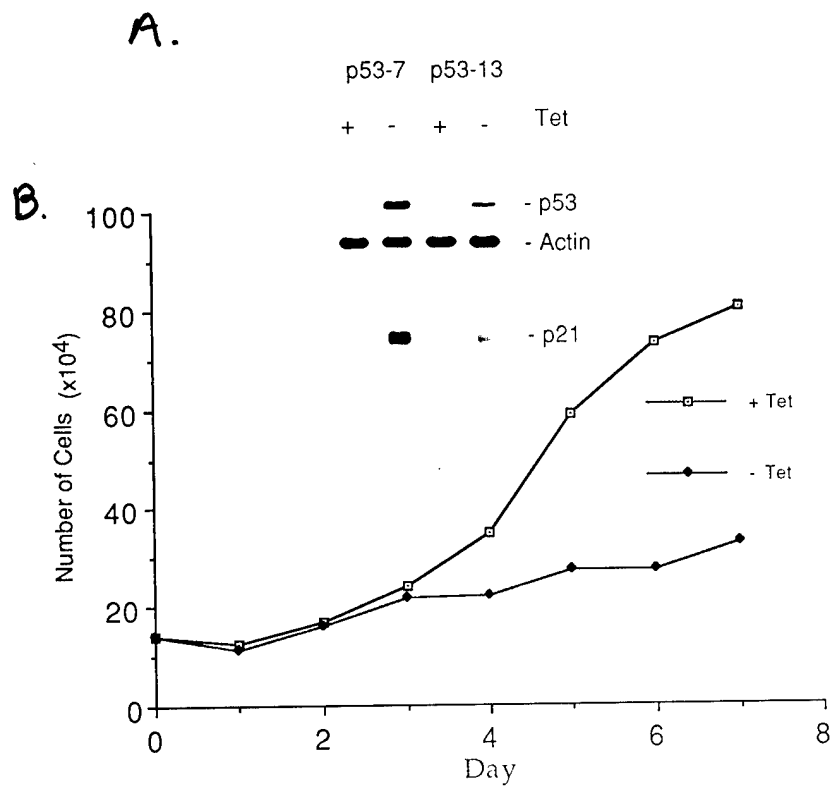 A.
p53-7 p53-13
+ - + - Tet
B.
- p53
- Actin
- p21
100
80
60
40
20
0
Number of Cells (x10⁴)
+ Tet
- Tet
0 2 4 6 8
Day